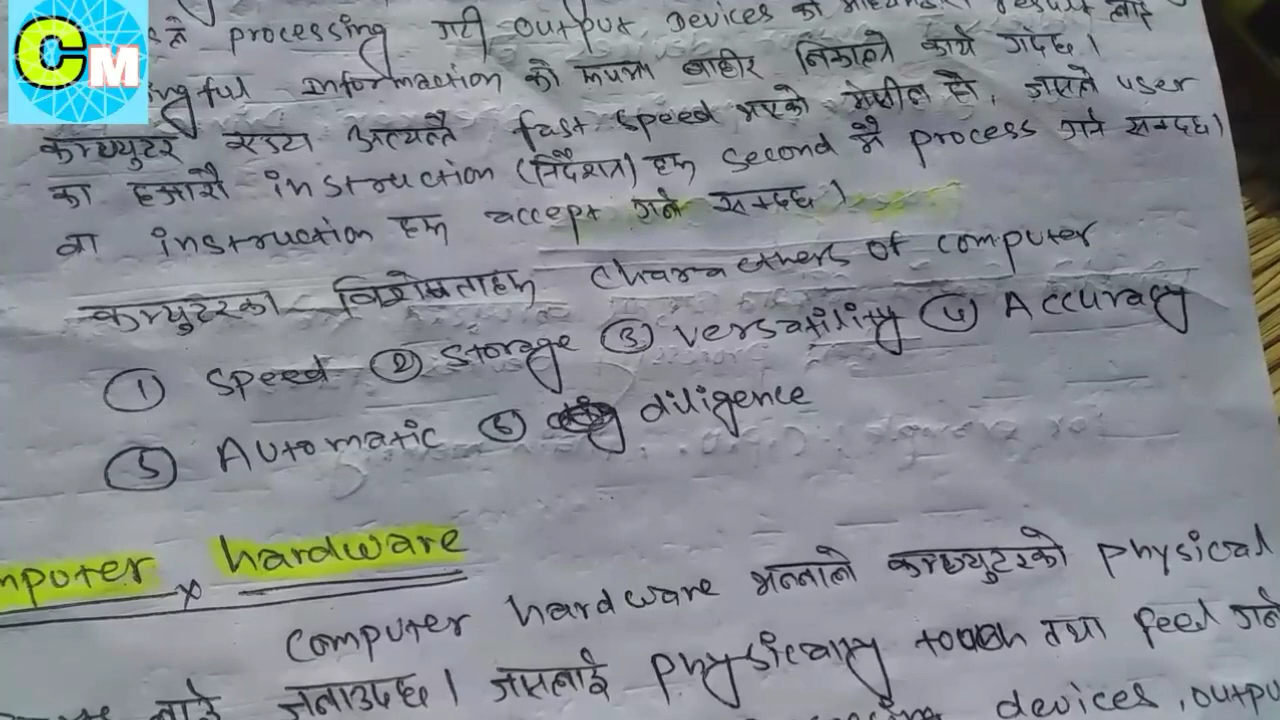 CM
processing गरी output devices को
ingful information को रुपमा बाहीर निकाल्ने कार्य गर्दछ।
कम्प्युटर एउटा अत्यन्तै fast speed भएको मेसीन हो, जसले user
का हजारौ instruction (निर्देशन) हरु second मै process गर्न सक्दछ।
वा instruction हरु accept गर्न सक्दछ।
कम्प्युटरका विशेषताहरु characthers of computer
① speed ② storage ③ versatility ④ Accuracy
⑤ Automatic ⑥ diligence
mputer x hardware
Computer hardware भन्नाले कम्प्युटरको physical
लाई जनाउदछ। जसलाई physicaly touch तथा feel गर्न
devices, outpu